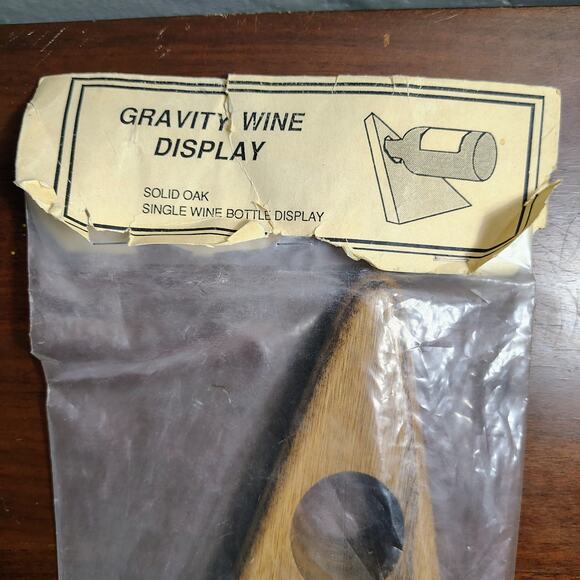 GRAVITY WINE
DISPLAY
SOLID OAK
SINGLE WINE BOTTLE DISPLAY